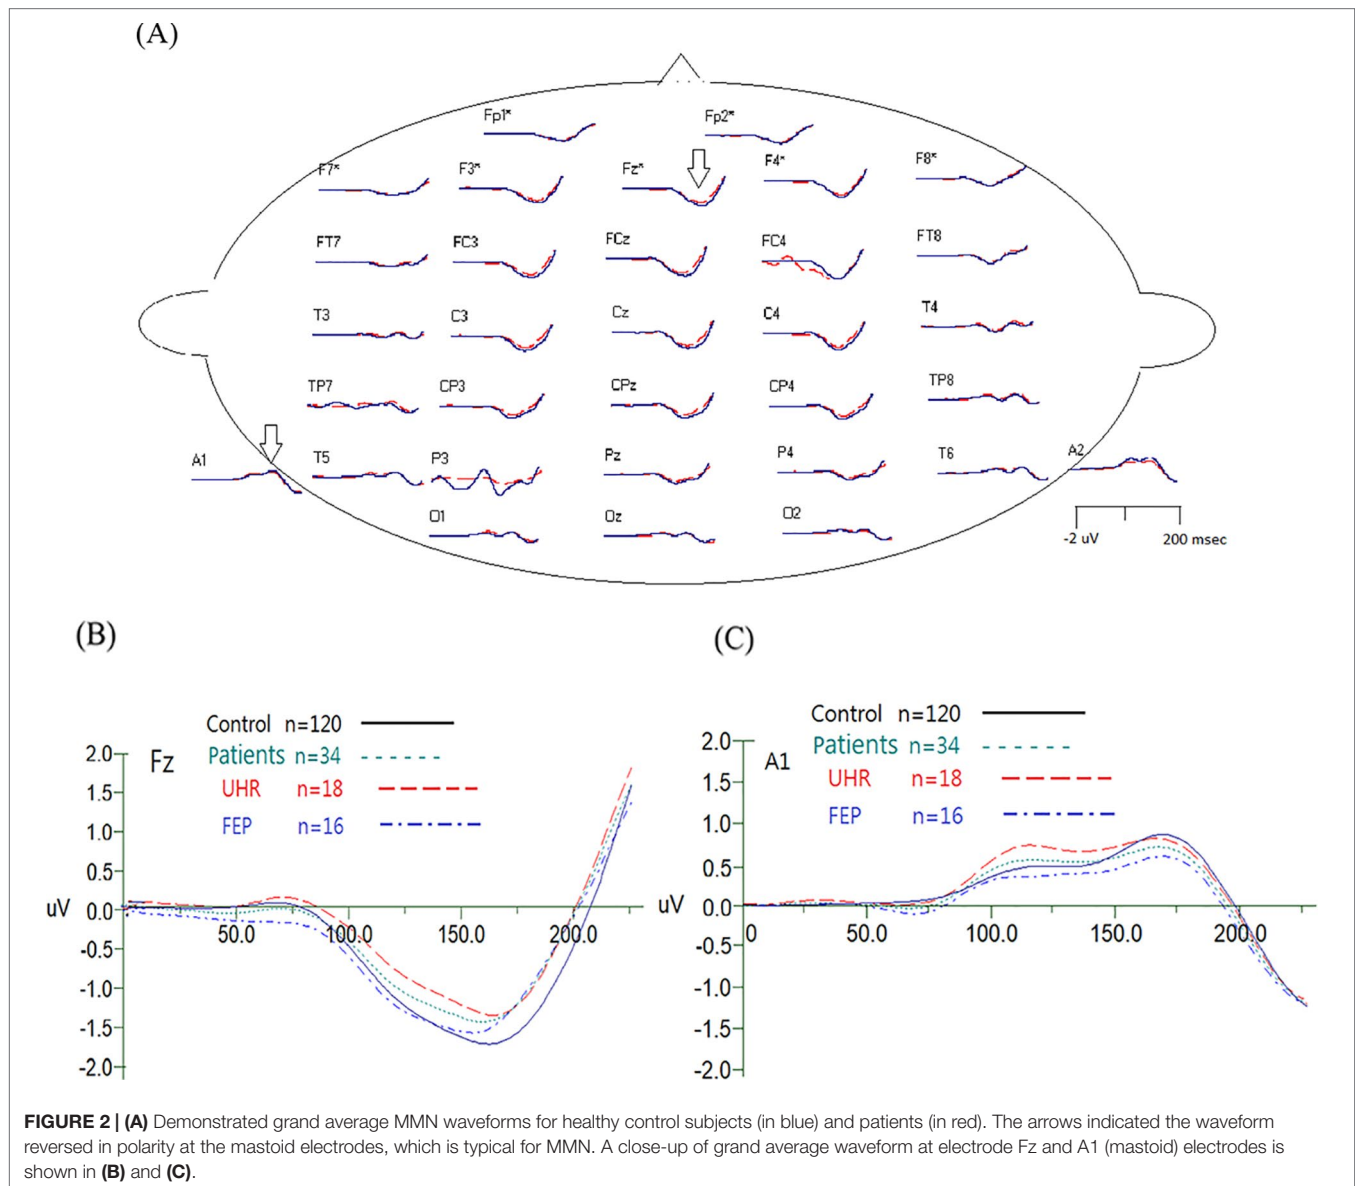 (A)
Fp1* Fp2*
F7* F3* Fz* F4* F8*
FT7 FC3 FCz FC4 FT8
T3 C3 Cz C4 T4
TP7 CP3 CPz CP4 TP8
A1 T5 P3 Pz P4 T6 A2
O1 Oz O2
-2 uV 200 msec
(B)
Control n=120
Patients n=34
UHR n=18
FEP n=16
Fz
2.0
1.5
1.0
0.5
0.0
-0.5
-1.0
-1.5
-2.0
uV
50.0 100.0 150.0 200.0
(C)
Control n=120
Patients n=34
UHR n=18
FEP n=16
A1
2.0
1.5
1.0
0.5
0.0
-0.5
-1.0
-1.5
-2.0
uV
0 50.0 100.0 150.0 200.0
FIGURE 2 | (A) Demonstrated grand average MMN waveforms for healthy control subjects (in blue) and patients (in red). The arrows indicated the waveform
reversed in polarity at the mastoid electrodes, which is typical for MMN. A close-up of grand average waveform at electrode Fz and A1 (mastoid) electrodes is
shown in (B) and (C).